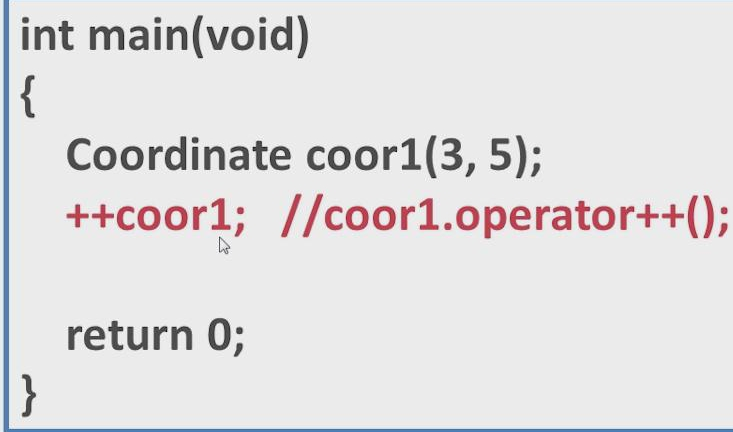 int main(void)
{
Coordinate coor1(3, 5);
++coor1; //coor1.operator++();
return 0;
}